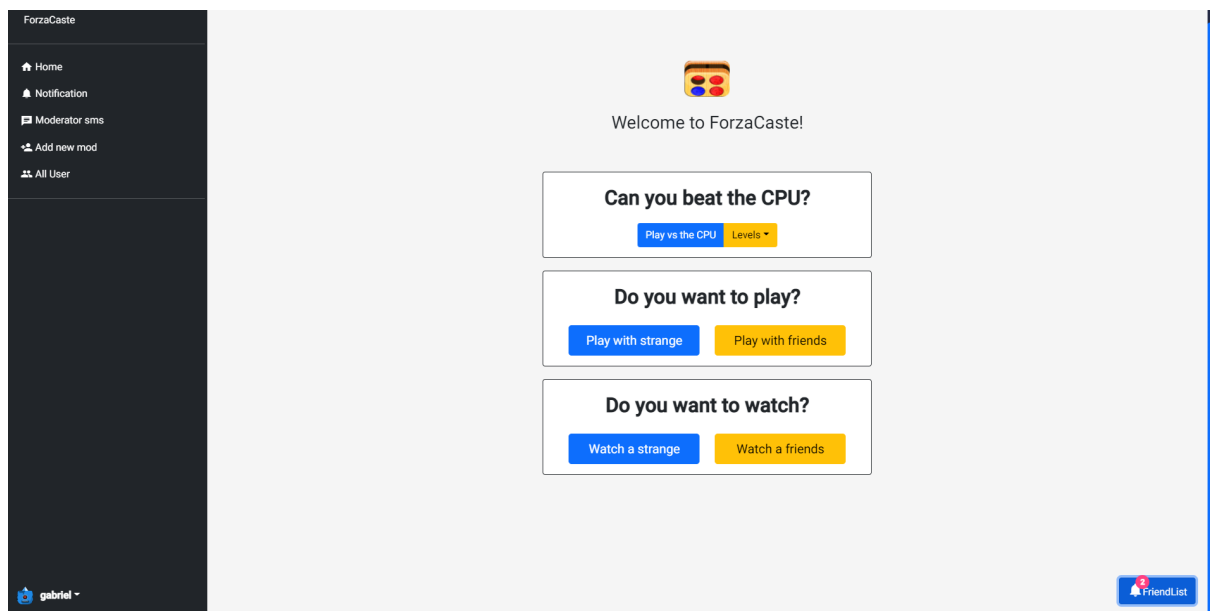 ForzaCaste
Home
Notification
Moderator sms
Add new mod
All User
Welcome to ForzaCaste!
Can you beat the CPU?
Play vs the CPU Levels
Do you want to play?
Play with strange Play with friends
Do you want to watch?
Watch a strange Watch a friends
gabriel
2
FriendList